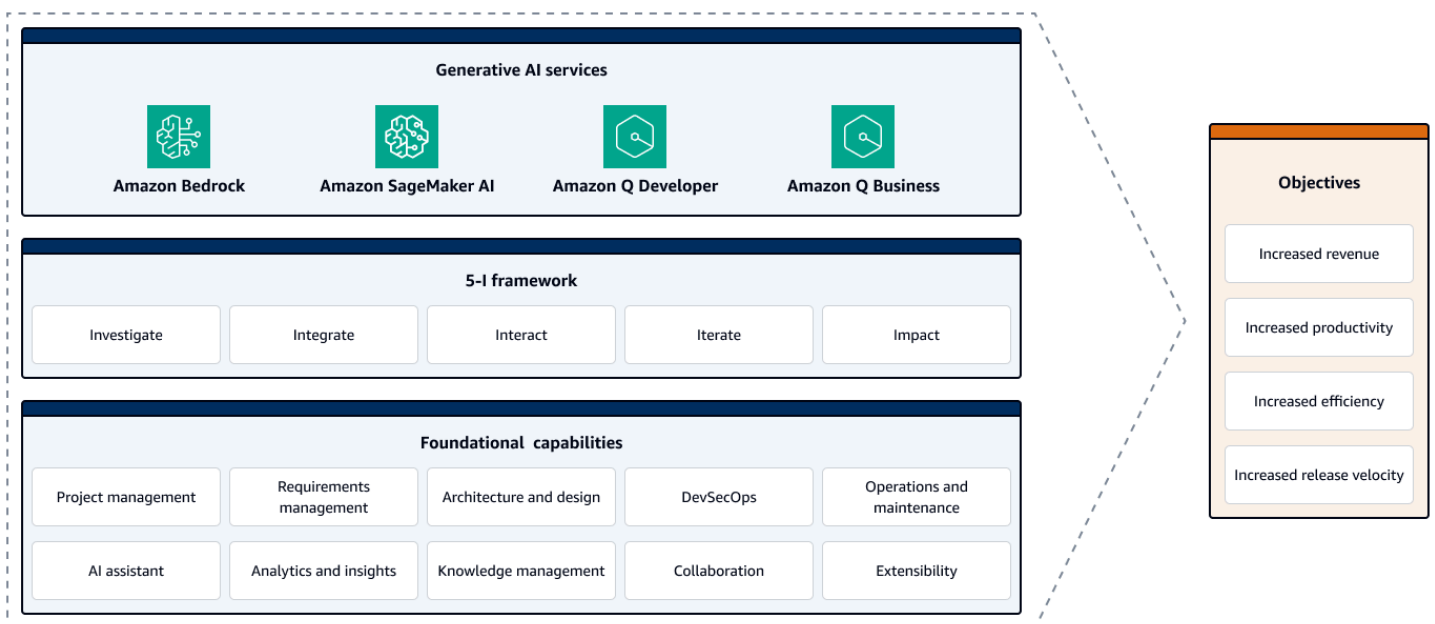 Generative AI services
Amazon Bedrock
Amazon SageMaker AI
Amazon Q Developer
Amazon Q Business
5-I framework
Investigate
Integrate
Interact
Iterate
Impact
Foundational capabilities
Project management
Requirements
management
Architecture and design
DevSecOps
Operations and
maintenance
AI assistant
Analytics and insights
Knowledge management
Collaboration
Extensibility
Objectives
Increased revenue
Increased productivity
Increased efficiency
Increased release velocity